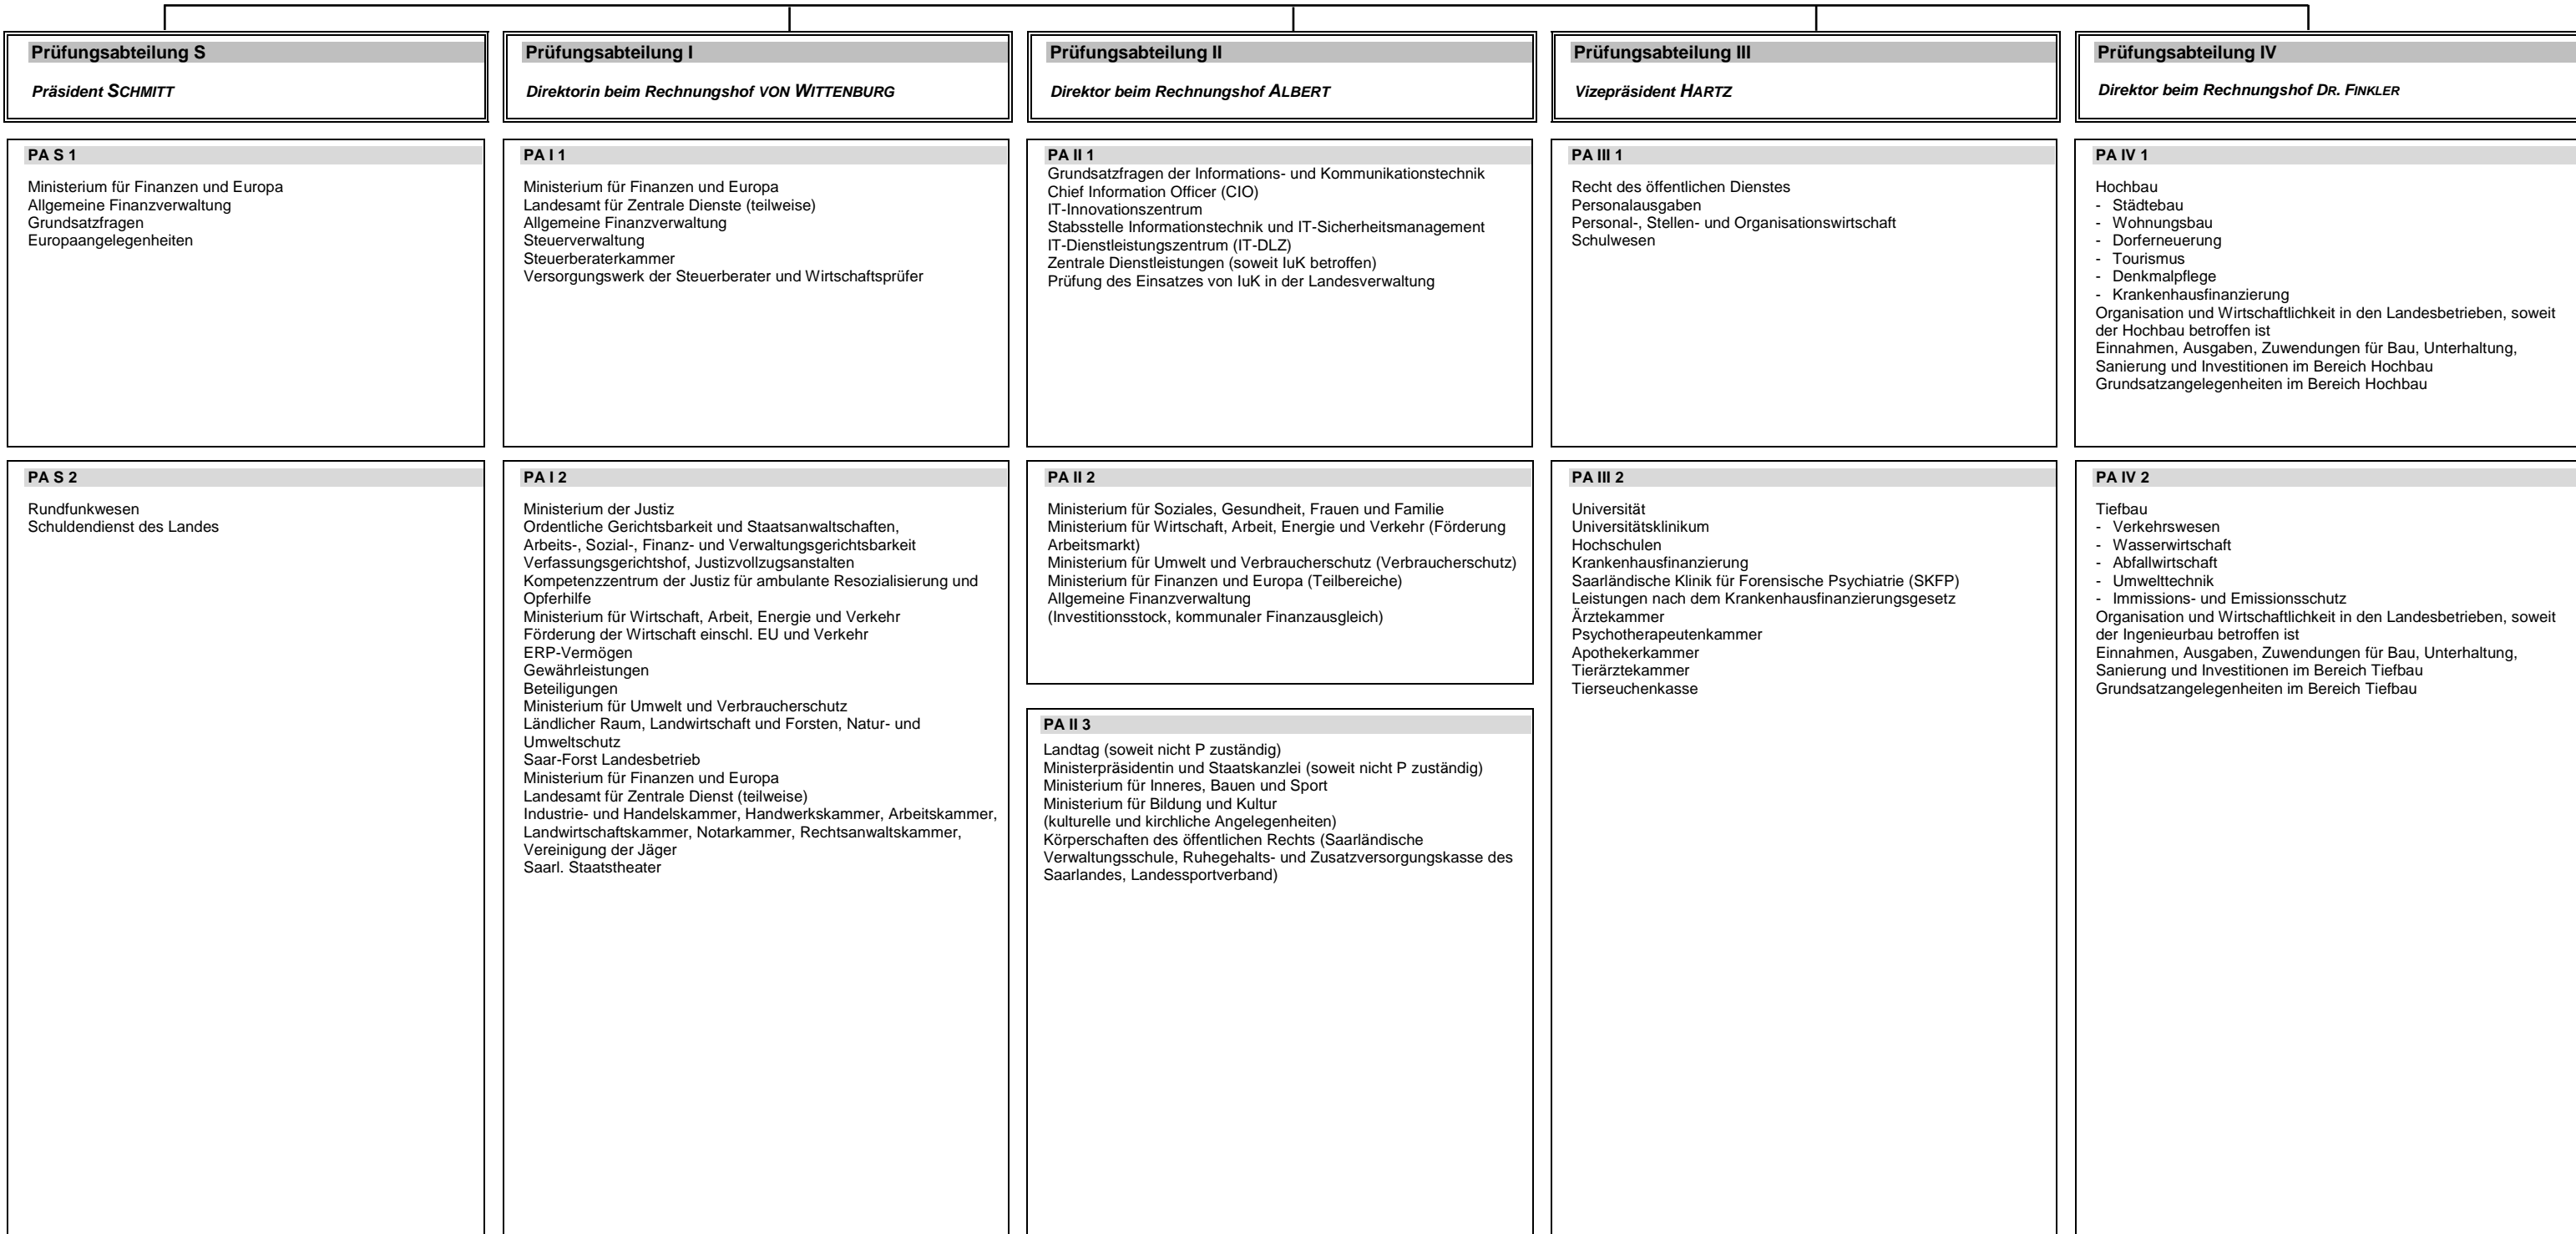 Prüfungsabteilung S
Präsident SCHMITT
Prüfungsabteilung I
Direktorin beim Rechnungshof VON WITTENBURG
Prüfungsabteilung II
Direktor beim Rechnungshof ALBERT
Prüfungsabteilung III
Vizepräsident HARTZ
Prüfungsabteilung IV
Direktor beim Rechnungshof DR. FINKLER
PA S 1
Ministerium für Finanzen und Europa
Allgemeine Finanzverwaltung
Grundsatzfragen
Europaangelegenheiten
PA I 1
Ministerium für Finanzen und Europa
Landesamt für Zentrale Dienste (teilweise)
Allgemeine Finanzverwaltung
Steuerverwaltung
Steuerberaterkammer
Versorgungswerk der Steuerberater und Wirtschaftsprüfer
PA II 1
Grundsatzfragen der Informations- und Kommunikationstechnik
Chief Information Officer (CIO)
IT-Innovationszentrum
Stabsstelle Informationstechnik und IT-Sicherheitsmanagement
IT-Dienstleistungszentrum (IT-DLZ)
Zentrale Dienstleistungen (soweit IuK betroffen)
Prüfung des Einsatzes von IuK in der Landesverwaltung
PA III 1
Recht des öffentlichen Dienstes
Personalausgaben
Personal-, Stellen- und Organisationswirtschaft
Schulwesen
PA IV 1
Hochbau
- Städtebau
- Wohnungsbau
- Dorferneuerung
- Tourismus
- Denkmalpflege
- Krankenhausfinanzierung
Organisation und Wirtschaftlichkeit in den Landesbetrieben, soweit
der Hochbau betroffen ist
Einnahmen, Ausgaben, Zuwendungen für Bau, Unterhaltung,
Sanierung und Investitionen im Bereich Hochbau
Grundsatzangelegenheiten im Bereich Hochbau
PA S 2
Rundfunkwesen
Schuldendienst des Landes
PA I 2
Ministerium der Justiz
Ordentliche Gerichtsbarkeit und Staatsanwaltschaften,
Arbeits-, Sozial-, Finanz- und Verwaltungsgerichtsbarkeit
Verfassungsgerichtshof, Justizvollzugsanstalten
Kompetenzzentrum der Justiz für ambulante Resozialisierung und
Opferhilfe
Ministerium für Wirtschaft, Arbeit, Energie und Verkehr
Förderung der Wirtschaft einschl. EU und Verkehr
ERP-Vermögen
Gewährleistungen
Beteiligungen
Ministerium für Umwelt und Verbraucherschutz
Ländlicher Raum, Landwirtschaft und Forsten, Natur- und
Umweltschutz
Saar-Forst Landesbetrieb
Ministerium für Finanzen und Europa
Landesamt für Zentrale Dienst (teilweise)
Industrie- und Handelskammer, Handwerkskammer, Arbeitskammer,
Landwirtschaftskammer, Notarkammer, Rechtsanwaltskammer,
Vereinigung der Jäger
Saarl. Staatstheater
PA II 2
Ministerium für Soziales, Gesundheit, Frauen und Familie
Ministerium für Wirtschaft, Arbeit, Energie und Verkehr (Förderung
Arbeitsmarkt)
Ministerium für Umwelt und Verbraucherschutz (Verbraucherschutz)
Ministerium für Finanzen und Europa (Teilbereiche)
Allgemeine Finanzverwaltung
(Investitionsstock, kommunaler Finanzausgleich)
PA II 3
Landtag (soweit nicht P zuständig)
Ministerpräsidentin und Staatskanzlei (soweit nicht P zuständig)
Ministerium für Inneres, Bauen und Sport
Ministerium für Bildung und Kultur
(kulturelle und kirchliche Angelegenheiten)
Körperschaften des öffentlichen Rechts (Saarländische
Verwaltungsschule, Ruhegehalts- und Zusatzversorgungskasse des
Saarlandes, Landessportverband)
PA III 2
Universität
Universitätsklinikum
Hochschulen
Krankenhausfinanzierung
Saarländische Klinik für Forensische Psychiatrie (SKFP)
Leistungen nach dem Krankenhausfinanzierungsgesetz
Ärztekammer
Psychotherapeutenkammer
Apothekerkammer
Tierärztekammer
Tierseuchenkasse
PA IV 2
Tiefbau
- Verkehrswesen
- Wasserwirtschaft
- Abfallwirtschaft
- Umwelttechnik
- Immissions- und Emissionsschutz
Organisation und Wirtschaftlichkeit in den Landesbetrieben, soweit
der Ingenieurbau betroffen ist
Einnahmen, Ausgaben, Zuwendungen für Bau, Unterhaltung,
Sanierung und Investitionen im Bereich Tiefbau
Grundsatzangelegenheiten im Bereich Tiefbau